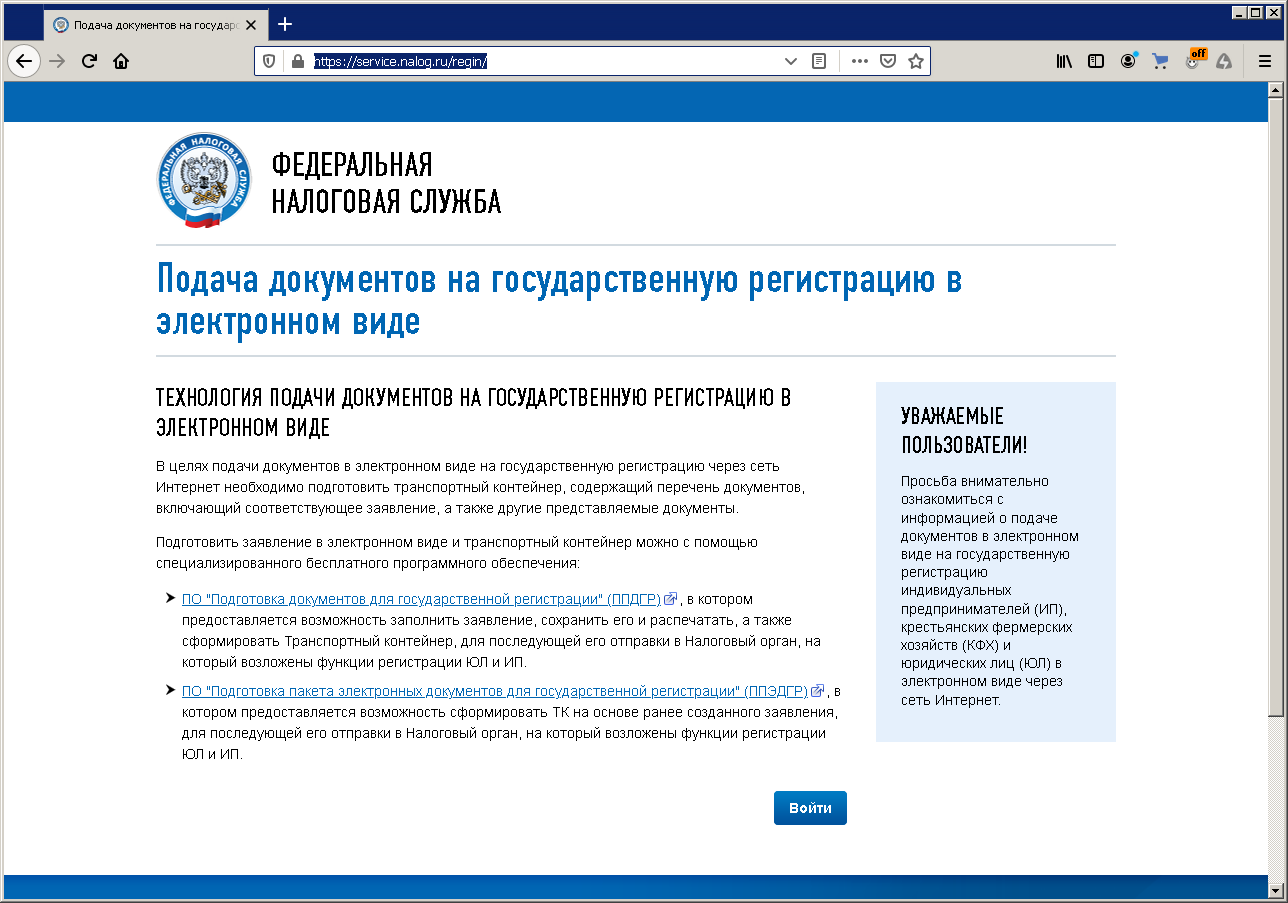 Подача документов на государс
https://service.nalog.ru/regin/
off
ФЕДЕРАЛЬНАЯ НАЛОГОВАЯ СЛУЖБА
ФЕДЕРАЛЬНАЯ
НАЛОГОВАЯ СЛУЖБА
Подача документов на государственную регистрацию в
электронном виде
ТЕХНОЛОГИЯ ПОДАЧИ ДОКУМЕНТОВ НА ГОСУДАРСТВЕННУЮ РЕГИСТРАЦИЮ В
ЭЛЕКТРОННОМ ВИДЕ
В целях подачи документов в электронном виде на государственную регистрацию через сеть
Интернет необходимо подготовить транспортный контейнер, содержащий перечень документов,
включающий соответствующее заявление, а также другие представляемые документы.
Подготовить заявление в электронном виде и транспортный контейнер можно с помощью
специализированного бесплатного программного обеспечения:
ПО "Подготовка документов для государственной регистрации" (ППДГР) , в котором
предоставляется возможность заполнить заявление, сохранить его и распечатать, а также
сформировать Транспортный контейнер, для последующей его отправки в Налоговый орган, на
который возложены функции регистрации ЮЛ и ИП.
ПО "Подготовка пакета электронных документов для государственной регистрации" (ППЭДГР) , в
котором предоставляется возможность сформировать ТК на основе ранее созданного заявления,
для последующей его отправки в Налоговый орган, на который возложены функции регистрации
ЮЛ и ИП.
Войти
УВАЖАЕМЫЕ
ПОЛЬЗОВАТЕЛИ!
Просьба внимательно
ознакомиться с
информацией о подаче
документов в электронном
виде на государственную
регистрацию
индивидуальных
предпринимателей (ИП),
крестьянских фермерских
хозяйств (КФХ) и
юридических лиц (ЮЛ) в
электронном виде через
сеть Интернет.